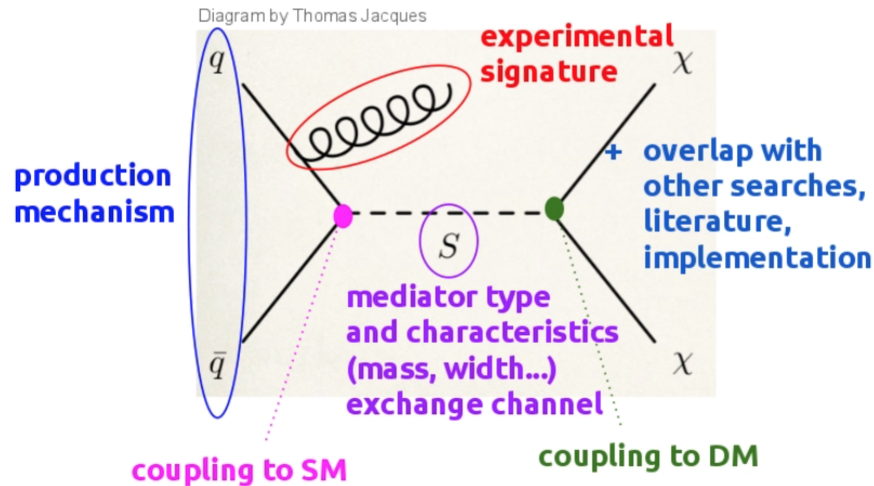 Diagram by Thomas Jacques
experimental
signature
q
χ
+ overlap with
other searches,
literature,
implementation
production
mechanism
S
mediator type
and characteristics
(mass, width...)
exchange channel
q̄
χ
coupling to SM
coupling to DM